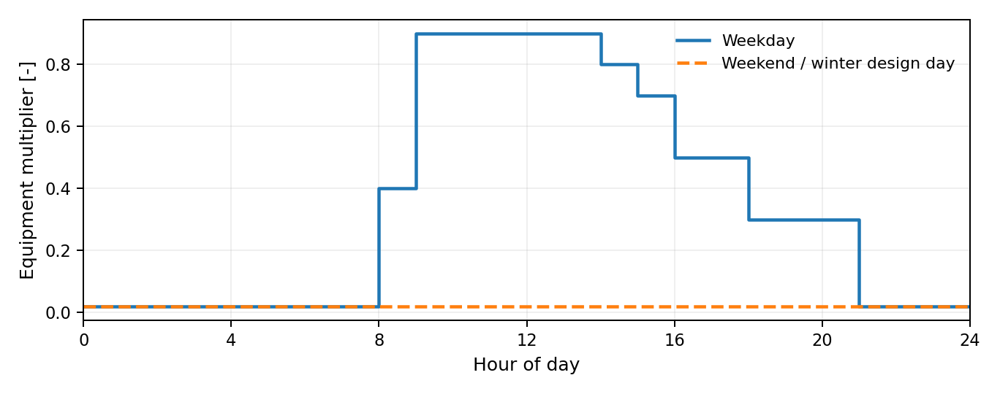 Weekday
Weekend / winter design day
Equipment multiplier [-]
0.8
0.6
0.4
0.2
0.0
0 4 8 12 16 20 24
Hour of day